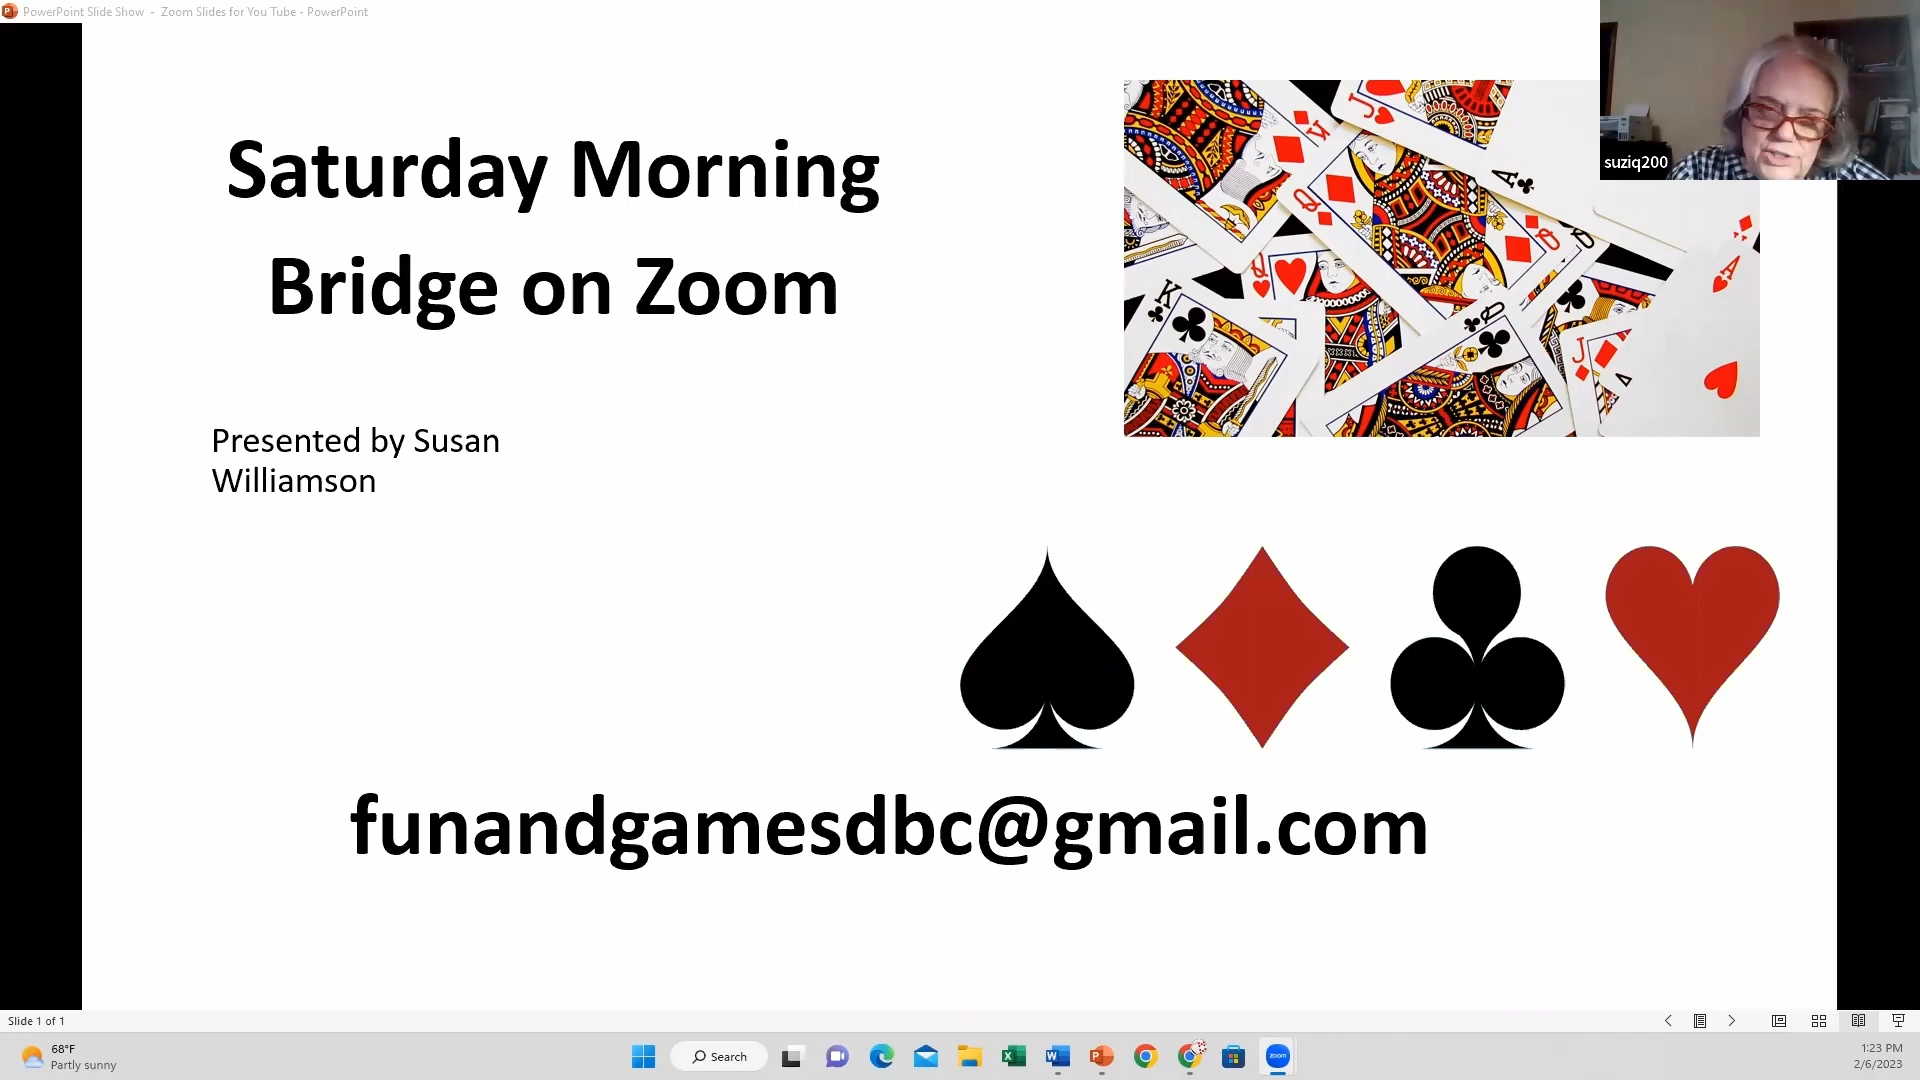 PowerPoint Slide Show - Zoom Slides for You Tube - PowerPoint
suziq200
Saturday Morning
Bridge on Zoom
Presented by Susan
Williamson
funandgamesdbc@gmail.com
Slide 1 of 1
68°F
Partly sunny
Search
zoom
1:23 PM
2/6/2023